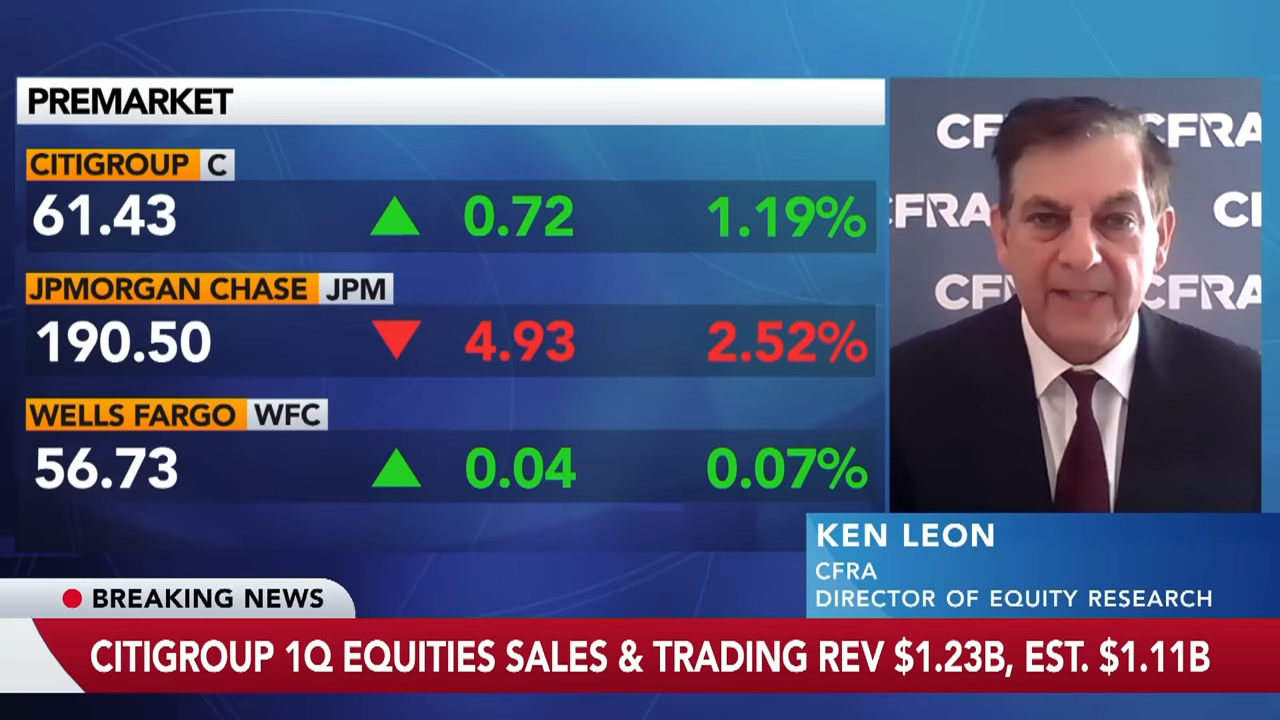 PREMARKET
CITIGROUP C
61.43 ▲ 0.72 1.19%
JPMORGAN CHASE JPM
190.50 ▼ 4.93 2.52%
WELLS FARGO WFC
56.73 ▲ 0.04 0.07%
CFRA
CFRA
KEN LEON
CFRA
DIRECTOR OF EQUITY RESEARCH
BREAKING NEWS
CITIGROUP 1Q EQUITIES SALES & TRADING REV $1.23B, EST. $1.11B